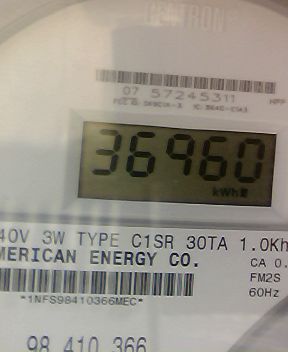 CENTRON
07 57245311
36960
kWh
40V 3W TYPE C1SR 30TA 1.0Kh
MERICAN ENERGY CO.
CA 0.
FM2S
60Hz
*1NFS98410366MEC*
98 410 366